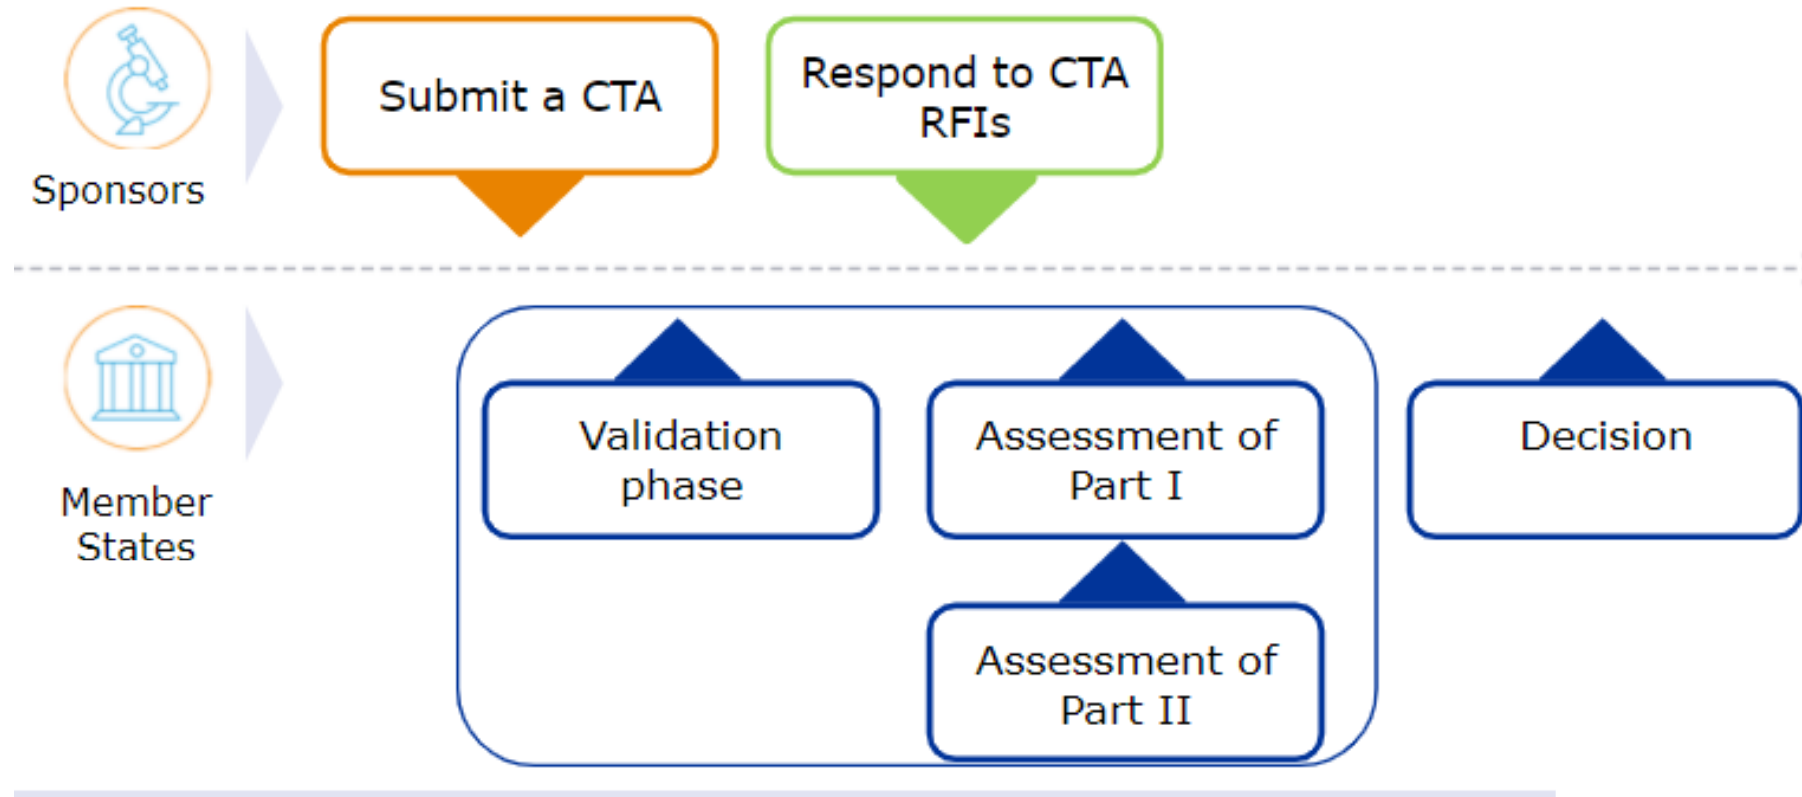 Submit a CTA
Respond to CTA
RFIs
Sponsors
Validation
phase
Assessment of
Part I
Decision
Member
States
Assessment of
Part II